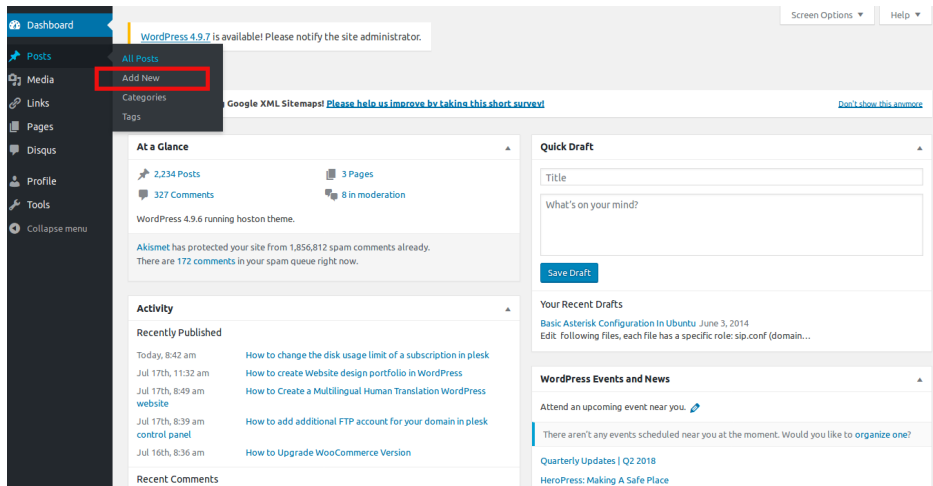 Screen Options
Help
Dashboard
WordPress 4.9.7 is available! Please notify the site administrator.
Posts
All Posts
Add New
Categories
Tags
Media
Links
Pages
Disqus
Profile
Tools
Collapse menu
Google XML Sitemaps! Please help us improve by taking this short survey!
Don't show this anymore
At a Glance
2,234 Posts
3 Pages
327 Comments
8 in moderation
WordPress 4.9.6 running hoston theme.
Akismet has protected your site from 1,856,812 spam comments already.
There are 172 comments in your spam queue right now.
Activity
Recently Published
Today, 8:42 am How to change the disk usage limit of a subscription in plesk
Jul 17th, 11:32 am How to create Website design portfolio in WordPress
Jul 17th, 8:49 am How to Create a Multilingual Human Translation WordPress
website
Jul 17th, 8:39 am How to add additional FTP account for your domain in plesk
control panel
Jul 16th, 8:36 am How to Upgrade WooCommerce Version
Recent Comments
Quick Draft
Title
What's on your mind?
Save Draft
Your Recent Drafts
Basic Asterisk Configuration In Ubuntu June 3, 2014
Edit following files, each file has a specific role: sip.conf (domain…
WordPress Events and News
Attend an upcoming event near you.
There aren't any events scheduled near you at the moment. Would you like to organize one?
Quarterly Updates | Q2 2018
HeroPress: Making A Safe Place